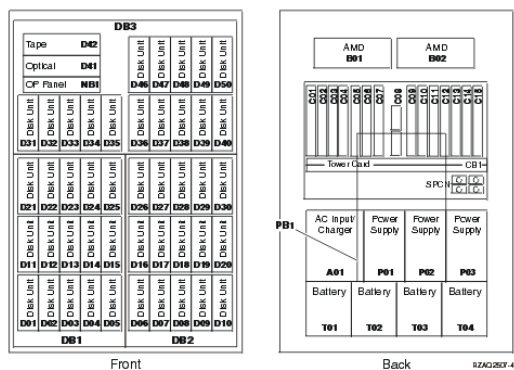 DB3
Tape D42
Optical D41
OP Panel NB1
Disk Unit Disk Unit Disk Unit Disk Unit Disk Unit
D46 D47 D48 D49 D50
Disk Unit Disk Unit Disk Unit Disk Unit Disk Unit Disk Unit Disk Unit Disk Unit Disk Unit Disk Unit
D31 D32 D33 D34 D35 D36 D37 D38 D39 D40
Disk Unit Disk Unit Disk Unit Disk Unit Disk Unit Disk Unit Disk Unit Disk Unit Disk Unit Disk Unit
D21 D22 D23 D24 D25 D26 D27 D28 D29 D30
Disk Unit Disk Unit Disk Unit Disk Unit Disk Unit Disk Unit Disk Unit Disk Unit Disk Unit Disk Unit
D11 D12 D13 D14 D15 D16 D17 D18 D19 D20
Disk Unit Disk Unit Disk Unit Disk Unit Disk Unit Disk Unit Disk Unit Disk Unit Disk Unit Disk Unit
D01 D02 D03 D04 D05 D06 D07 D08 D09 D10
DB1 DB2
Front
AMD AMD
B01 B02
C01 C02 C03 C04 C05 C06 C07 C08 C09 C10 C11 C12 C13 C14 C15
Tower Card CB1
SPCN
PB1
AC Input/ Power Power Power
Charger Supply Supply Supply
A01 P01 P02 P03
Battery Battery Battery Battery
T01 T02 T03 T04
Back